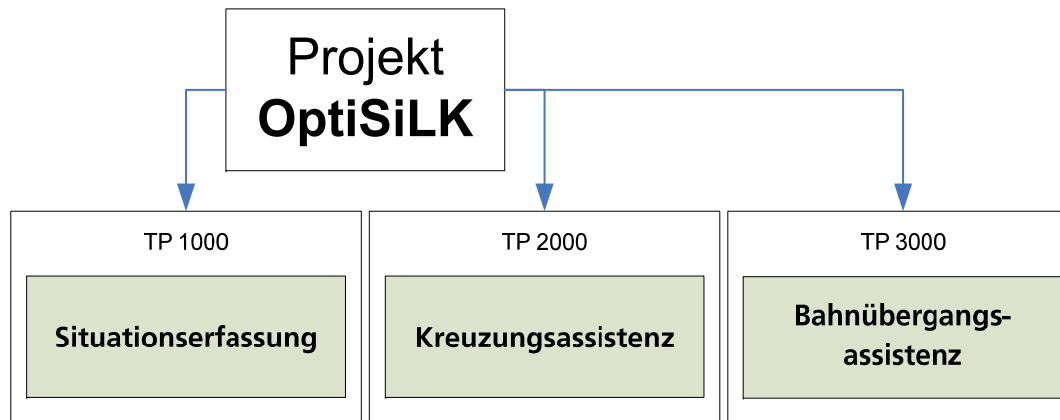 Projekt
OptiSiLK
TP 1000
Situationserfassung
TP 2000
Kreuzungsassistenz
TP 3000
Bahnübergangs-
assistenz